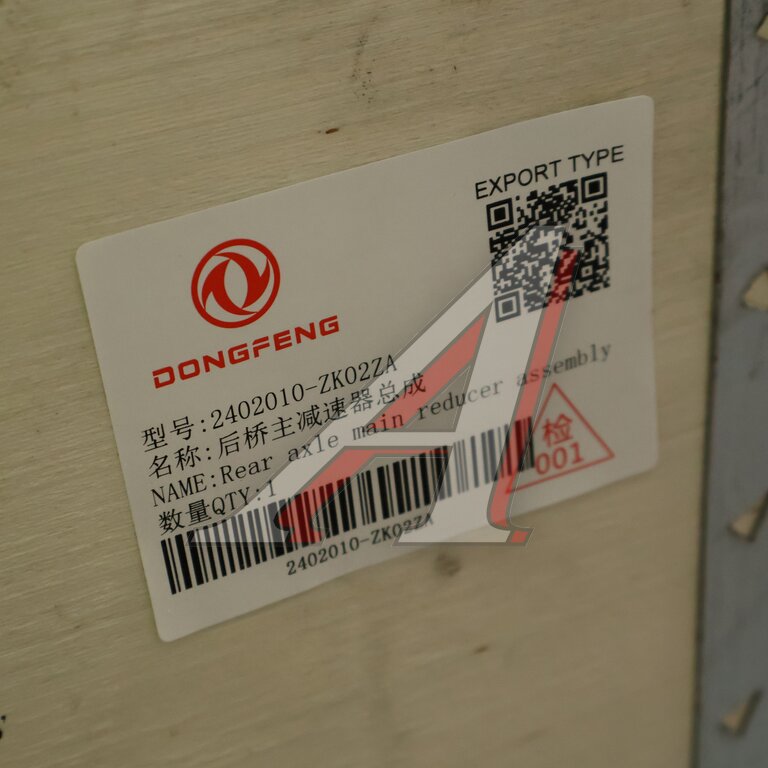 EXPORT TYPE
DONGFENG
型号:2402010-ZK02ZA
名称:后桥主减速器总成
NAME:Rear axle main reducer assembly
数量QTY:1
2402010-ZK02ZA
检
001